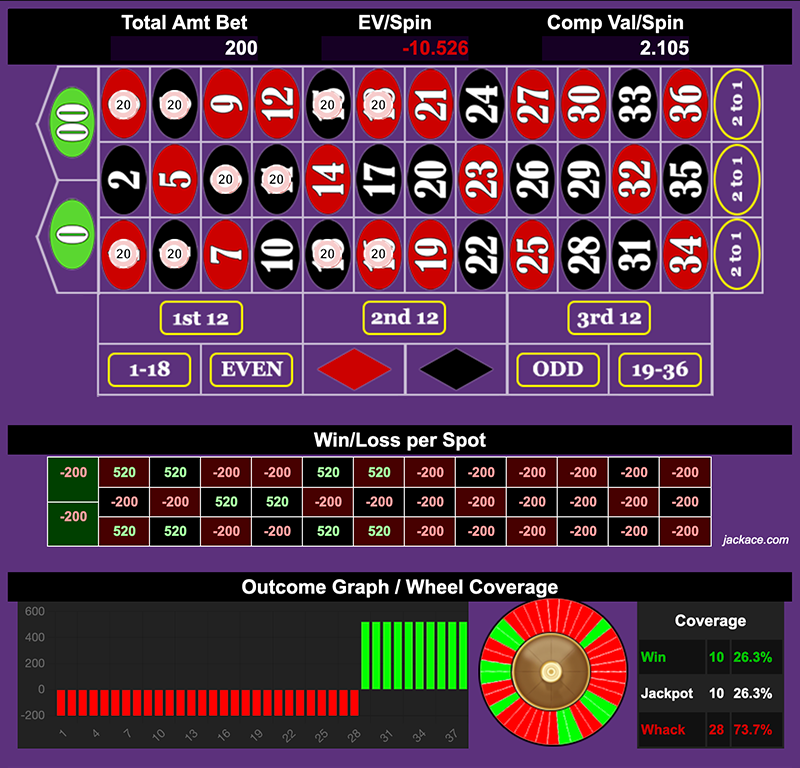 Total Amt Bet EV/Spin Comp Val/Spin
200 -10.526 2.105
00 20 20 9 12 20 20 21 24 27 30 33 36 2 to 1
2 5 20 20 14 17 20 23 26 29 32 35 2 to 1
0 20 20 7 10 20 20 19 22 25 28 31 34 2 to 1
1st 12 2nd 12 3rd 12
1-18 EVEN ODD 19-36
Win/Loss per Spot
-200 520 520 -200 -200 520 520 -200 -200 -200 -200 -200 -200
-200 -200 520 520 -200 -200 -200 -200 -200 -200 -200 -200
-200 520 520 -200 -200 520 520 -200 -200 -200 -200 -200 -200
jackace.com
Outcome Graph / Wheel Coverage
600
400
200
0
-200
1 4 7 10 13 16 19 22 25 28 31 34 37
Coverage
Win 10 26.3%
Jackpot 10 26.3%
Whack 28 73.7%